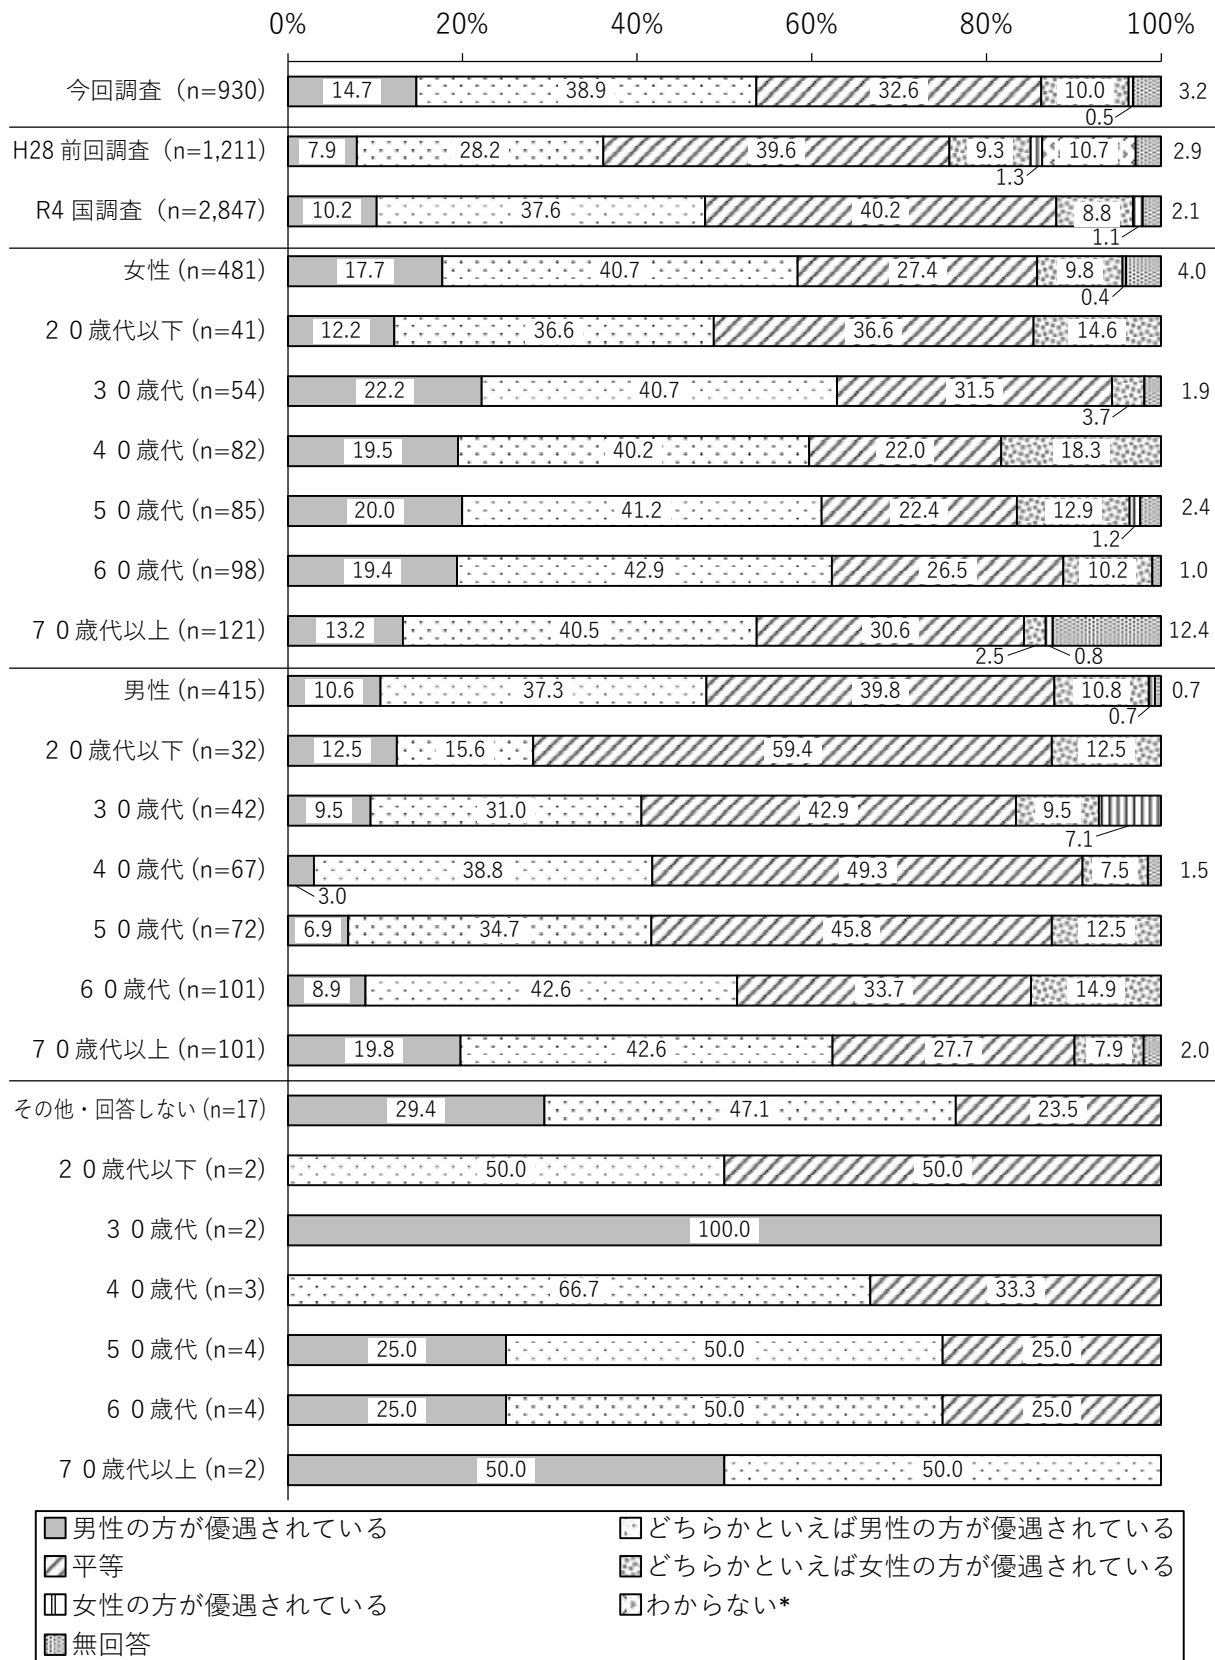 0% 20% 40% 60% 80% 100%
今回調査 (n=930) 14.7 38.9 32.6 10.0 3.2
0.5
H28 前回調査 (n=1,211) 7.9 28.2 39.6 9.3 10.7 2.9
1.3
R4 国調査 (n=2,847) 10.2 37.6 40.2 8.8 2.1
1.1
女性 (n=481) 17.7 40.7 27.4 9.8 4.0
0.4
20歳代以下 (n=41) 12.2 36.6 36.6 14.6
30歳代 (n=54) 22.2 40.7 31.5 1.9
3.7
40歳代 (n=82) 19.5 40.2 22.0 18.3
50歳代 (n=85) 20.0 41.2 22.4 12.9 2.4
1.2
60歳代 (n=98) 19.4 42.9 26.5 10.2 1.0
70歳代以上 (n=121) 13.2 40.5 30.6 12.4
2.5 0.8
男性 (n=415) 10.6 37.3 39.8 10.8 0.7
0.7
20歳代以下 (n=32) 12.5 15.6 59.4 12.5
30歳代 (n=42) 9.5 31.0 42.9 9.5
7.1
40歳代 (n=67) 38.8 49.3 7.5 1.5
3.0
50歳代 (n=72) 6.9 34.7 45.8 12.5
60歳代 (n=101) 8.9 42.6 33.7 14.9
70歳代以上 (n=101) 19.8 42.6 27.7 7.9 2.0
その他・回答しない (n=17) 29.4 47.1 23.5
20歳代以下 (n=2) 50.0 50.0
30歳代 (n=2) 100.0
40歳代 (n=3) 66.7 33.3
50歳代 (n=4) 25.0 50.0 25.0
60歳代 (n=4) 25.0 50.0 25.0
70歳代以上 (n=2) 50.0 50.0
男性の方が優遇されている どちらかといえば男性の方が優遇されている
平等 どちらかといえば女性の方が優遇されている
女性の方が優遇されている わからない*
無回答